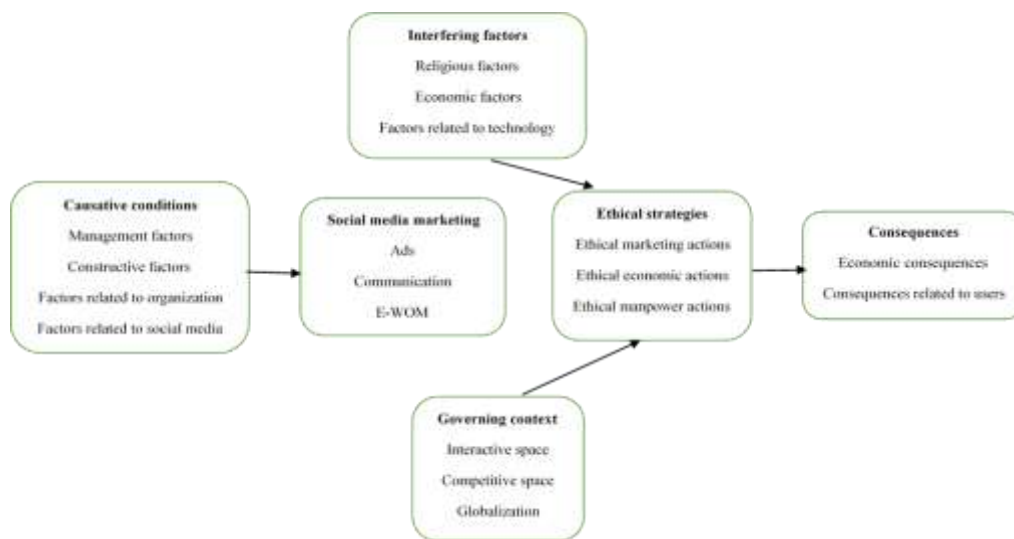 Interfering factors
Religious factors
Economic factors
Factors related to technology
Causative conditions
Management factors
Constructive factors
Factors related to organization
Factors related to social media
Social media marketing
Ads
Communication
E-WOM
Ethical strategies
Ethical marketing actions
Ethical economic actions
Ethical manpower actions
Consequences
Economic consequences
Consequences related to users
Governing context
Interactive space
Competitive space
Globalization